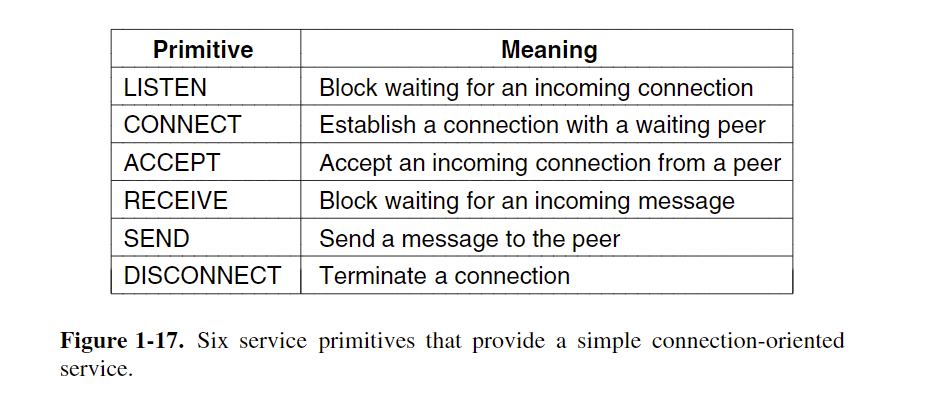 Primitive Meaning
LISTEN Block waiting for an incoming connection
CONNECT Establish a connection with a waiting peer
ACCEPT Accept an incoming connection from a peer
RECEIVE Block waiting for an incoming message
SEND Send a message to the peer
DISCONNECT Terminate a connection
Figure 1-17. Six service primitives that provide a simple connection-oriented
service.